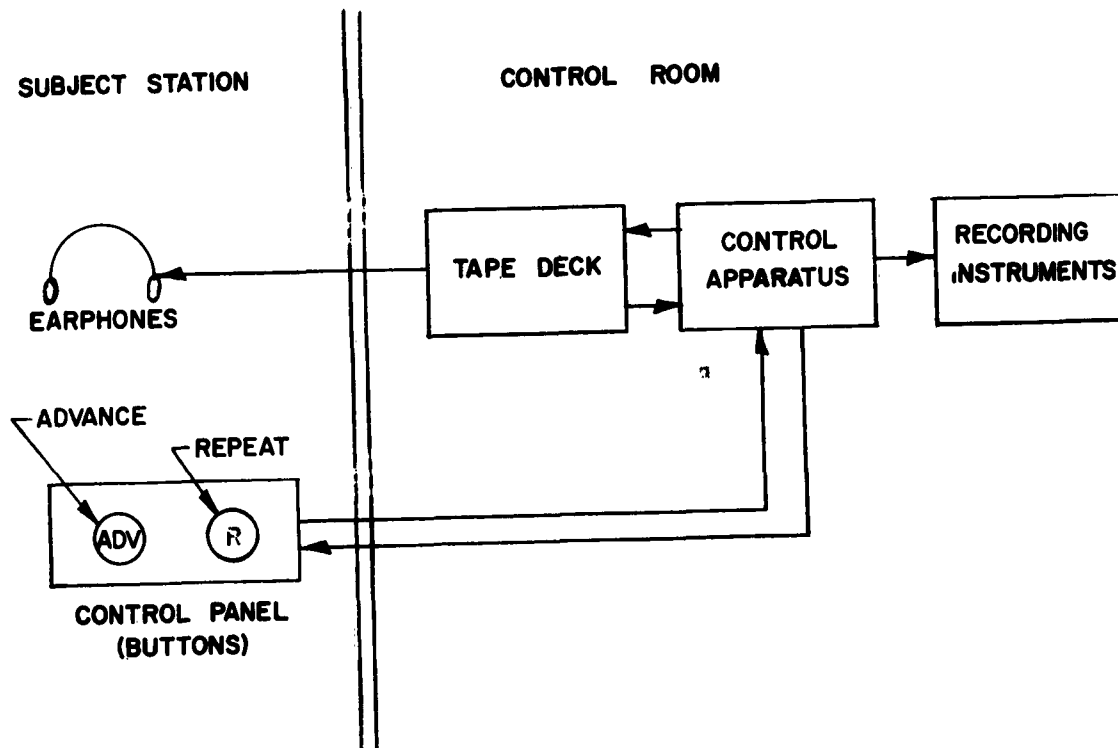 SUBJECT STATION
CONTROL ROOM
EARPHONES
TAPE DECK
CONTROL
APPARATUS
RECORDING
INSTRUMENTS
ADVANCE
REPEAT
ADV
R
CONTROL PANEL
(BUTTONS)